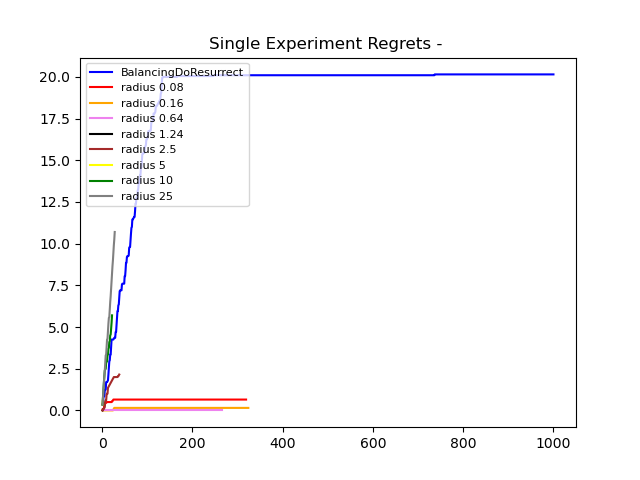 Single Experiment Regrets -
20.0
17.5
15.0
12.5
10.0
7.5
5.0
2.5
0.0
BalancingDoResurrect
radius 0.08
radius 0.16
radius 0.64
radius 1.24
radius 2.5
radius 5
radius 10
radius 25
0 200 400 600 800 1000